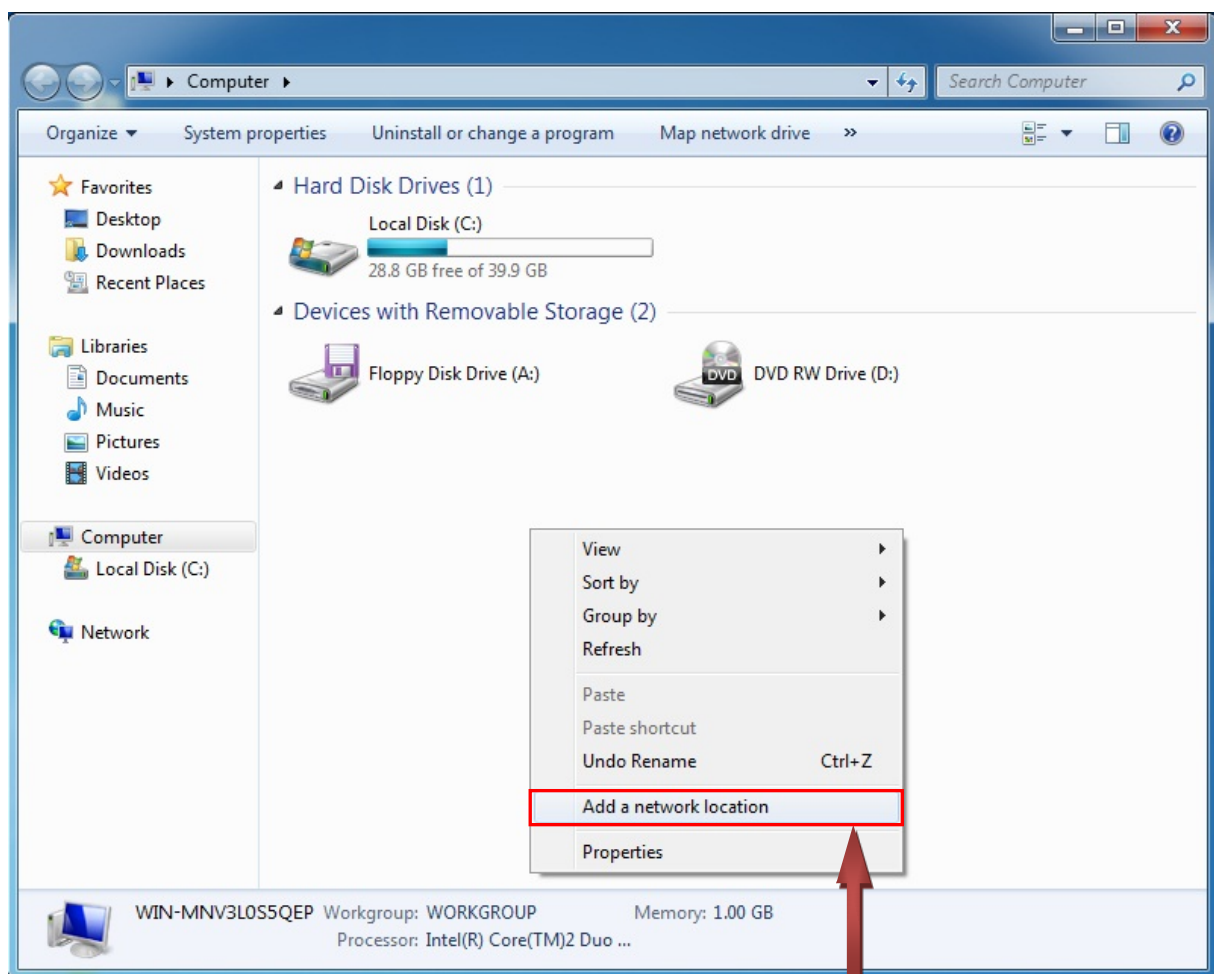 Computer
Search Computer
Organize System properties Uninstall or change a program Map network drive »
Favorites
Desktop
Downloads
Recent Places
Libraries
Documents
Music
Pictures
Videos
Computer
Local Disk (C:)
Network
Hard Disk Drives (1)
Local Disk (C:)
28.8 GB free of 39.9 GB
Devices with Removable Storage (2)
Floppy Disk Drive (A:)
DVD
DVD RW Drive (D:)
View
Sort by
Group by
Refresh
Paste
Paste shortcut
Undo Rename Ctrl+Z
Add a network location
Properties
WIN-MNV3L0S5QEP Workgroup: WORKGROUP Memory: 1.00 GB
Processor: Intel(R) Core(TM)2 Duo ...